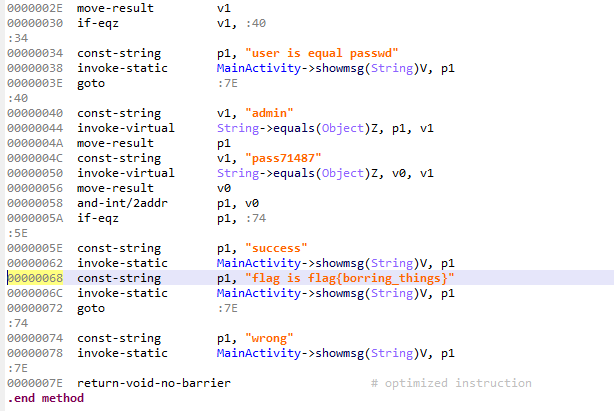 0000002E move-result v1
00000030 if-eqz v1, :40
:34
00000034 const-string p1, "user is equal passwd"
00000038 invoke-static MainActivity->showmsg(String)V, p1
0000003E goto :7E
:40
00000040 const-string v1, "admin"
00000044 invoke-virtual String->equals(Object)Z, p1, v1
0000004A move-result p1
0000004C const-string v1, "pass71487"
00000050 invoke-virtual String->equals(Object)Z, v0, v1
00000056 move-result v0
00000058 and-int/2addr p1, v0
0000005A if-eqz p1, :74
:5E
0000005E const-string p1, "success"
00000062 invoke-static MainActivity->showmsg(String)V, p1
00000068 const-string p1, "flag is flag{borring_things}"
0000006C invoke-static MainActivity->showmsg(String)V, p1
00000072 goto :7E
:74
00000074 const-string p1, "wrong"
00000078 invoke-static MainActivity->showmsg(String)V, p1
:7E
0000007E return-void-no-barrier # optimized instruction
.end method